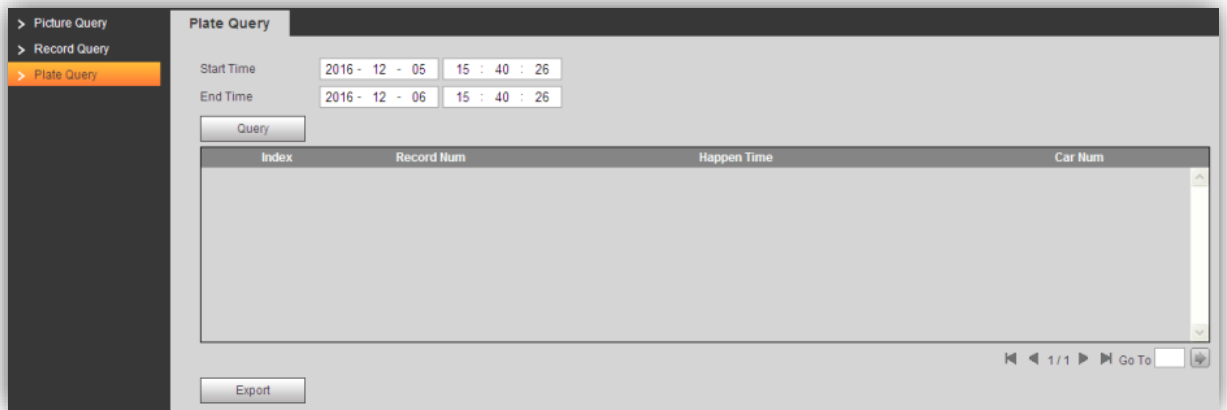 Picture Query
Record Query
Plate Query
Plate Query
Start Time 2016 - 12 - 05 15 : 40 : 26
End Time 2016 - 12 - 06 15 : 40 : 26
Query
Index Record Num Happen Time Car Num
1 / 1 Go To
Export